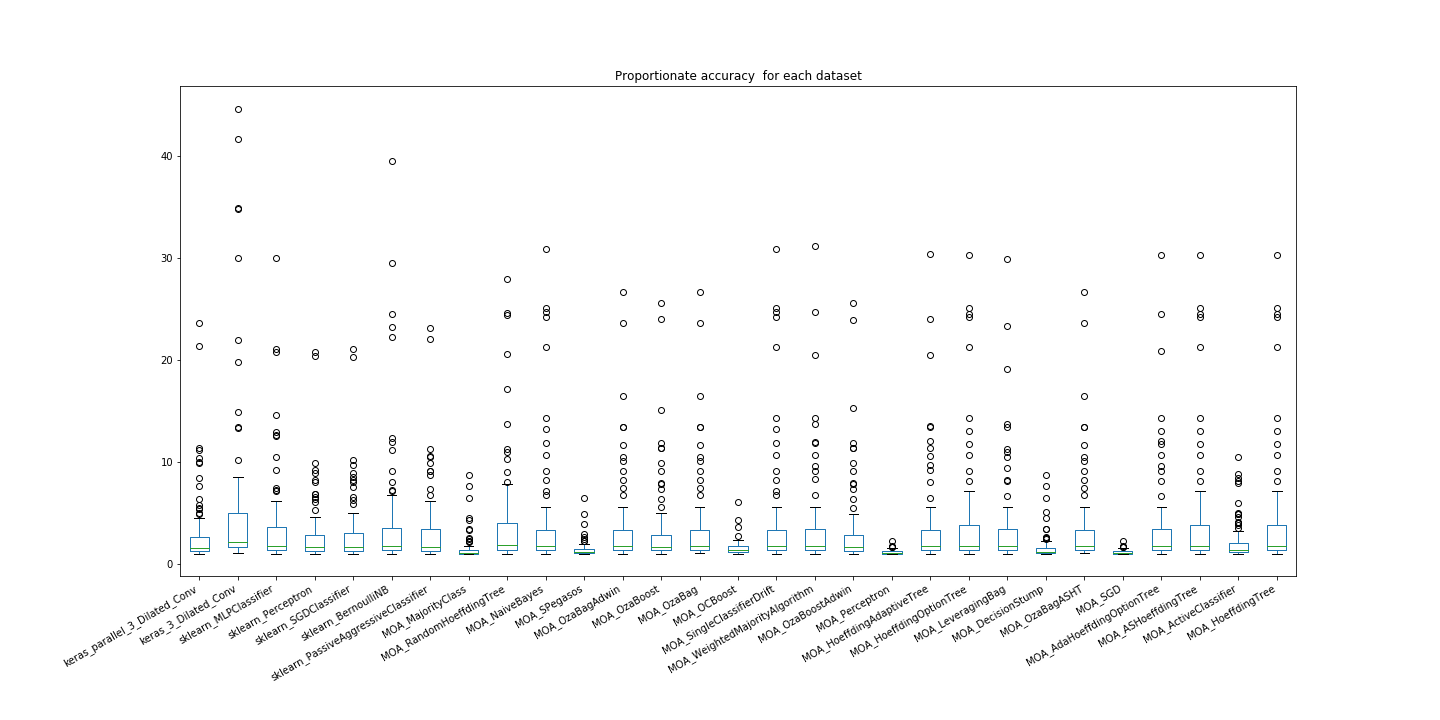 Proportionate accuracy  for each dataset
40
30
20
10
0
keras_parallel_3_Dilated_Conv
keras_3_Dilated_Conv
sklearn_MLPClassifier
sklearn_Perceptron
sklearn_SGDClassifier
sklearn_BernoulliNB
sklearn_PassiveAggressiveClassifier
MOA_MajorityClass
MOA_RandomHoeffdingTree
MOA_NaiveBayes
MOA_SPegasos
MOA_OzaBagAdwin
MOA_OzaBoost
MOA_OzaBag
MOA_OCBoost
MOA_SingleClassifierDrift
MOA_WeightedMajorityAlgorithm
MOA_OzaBoostAdwin
MOA_Perceptron
MOA_HoeffdingAdaptiveTree
MOA_HoeffdingOptionTree
MOA_LeveragingBag
MOA_DecisionStump
MOA_OzaBagASHT
MOA_SGD
MOA_AdaHoeffdingOptionTree
MOA_ASHoeffdingTree
MOA_ActiveClassifier
MOA_HoeffdingTree